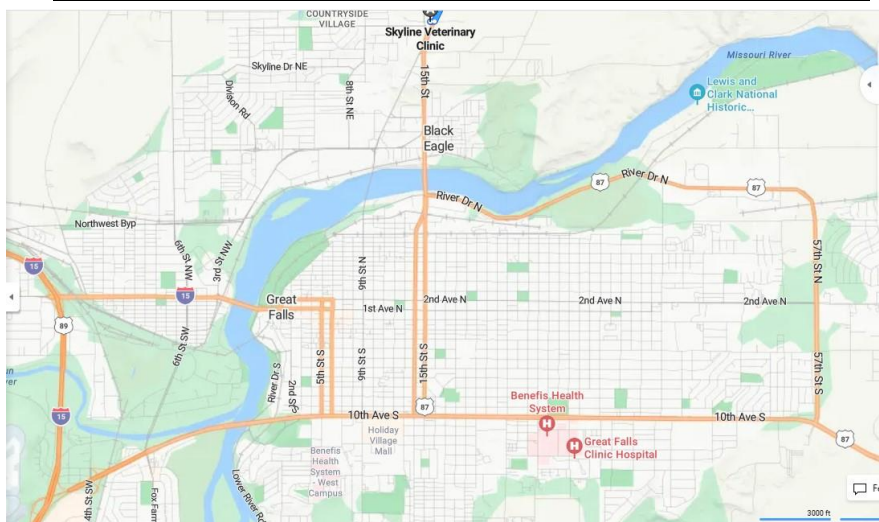 COUNTRYSIDE
VILLAGE
Skyline Veterinary
Clinic
Missouri River
Skyline Dr NE
Division Rd
8th St NE
15th St
Lewis and
Clark National
Historic...
Black
Eagle
River Dr N
87
River Dr N
87
Northwest Byp
6th St NW
3rd St NW
9th St N
57th St N
15
15
Great
Falls
1st Ave N
2nd Ave N
2nd Ave N
2nd Ave N
89
6th St SW
River Dr S
2nd St S
5th St S
9th St S
15th St S
57th St S
87
Benefis Health
System
H
15
10th Ave S
10th Ave S
87
Holiday
Village
Mall
H
Great Falls
Clinic Hospital
Benefis
Health
System
- West
Campus
4th St SW
Fox Farm
Lower River Rd
3000 ft